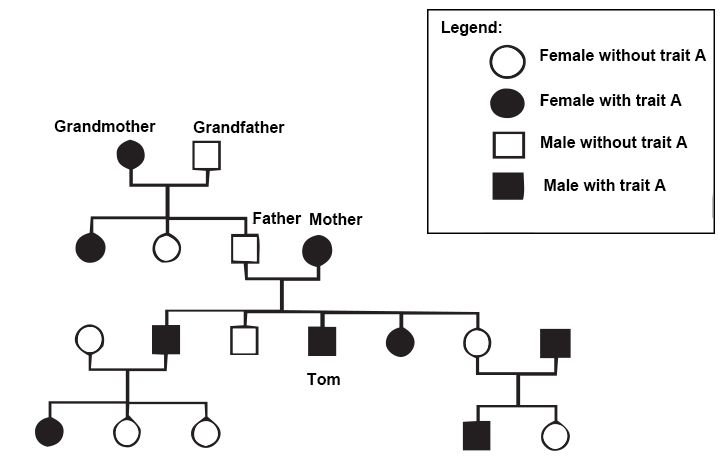 Legend:
Female without trait A
Female with trait A
Male without trait A
Male with trait A
Grandmother
Grandfather
Father
Mother
Tom